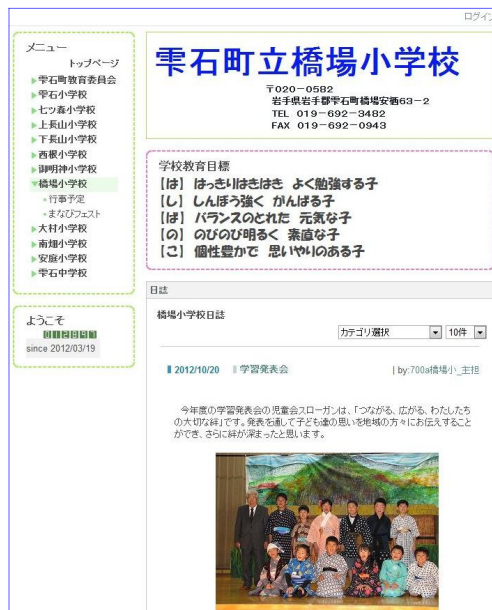 ログイン
メニュー
トップページ
雫石町教育委員会
雫石小学校
七ツ森小学校
上長山小学校
下長山小学校
西根小学校
御明神小学校
橋場小学校
行事予定
まなびフェスト
大村小学校
南畑小学校
安庭小学校
雫石中学校
ようこそ
012847
since 2012/03/19
雫石町立橋場小学校
〒020-0582
岩手県岩手郡雫石町橋場安栖63-2
TEL 019-692-3482
FAX 019-692-0943
学校教育目標
【は】 はっきりはきはき よく勉強する子
【し】 しんぼう強く がんばる子
【ば】 バランスのとれた 元気な子
【の】 のびのび明るく 素直な子
【こ】 個性豊かで 思いやりのある子
日誌
橋場小学校日誌
カテゴリ選択 10件
2012/10/20 学習発表会 | by:700a橋場小_主担
今年度の学習発表会の児童会スローガンは、「つながる、広がる、わたしたち
の大切な絆」です。発表を通して子ども達の思いを地域の方々にお伝えすること
ができ、さらに絆が深まったと思います。